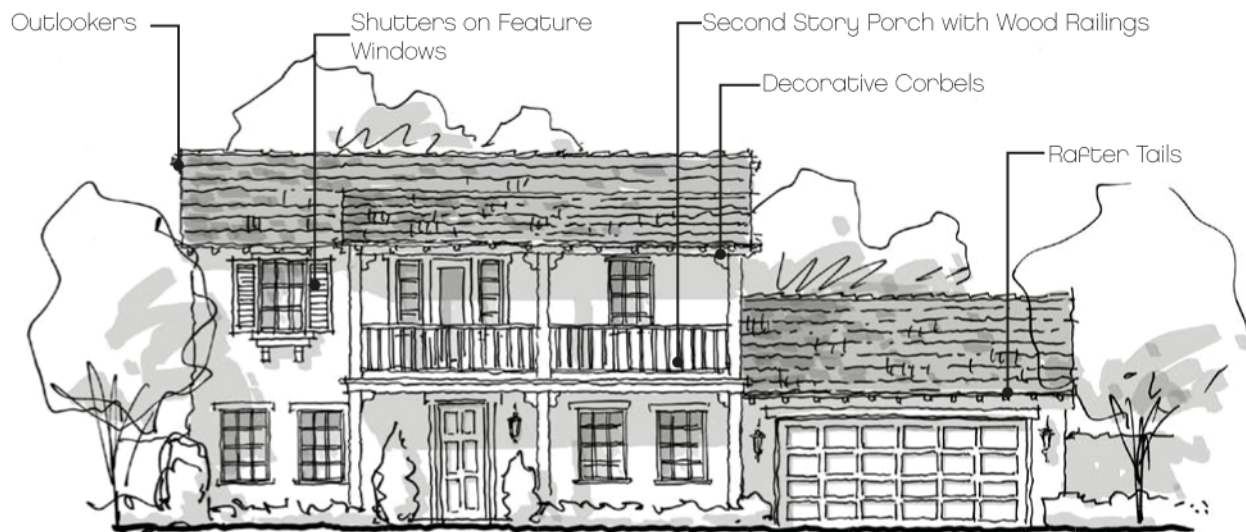 Outlookers
Shutters on Feature
Windows
Second Story Porch with Wood Railings
Decorative Corbels
Rafter Tails